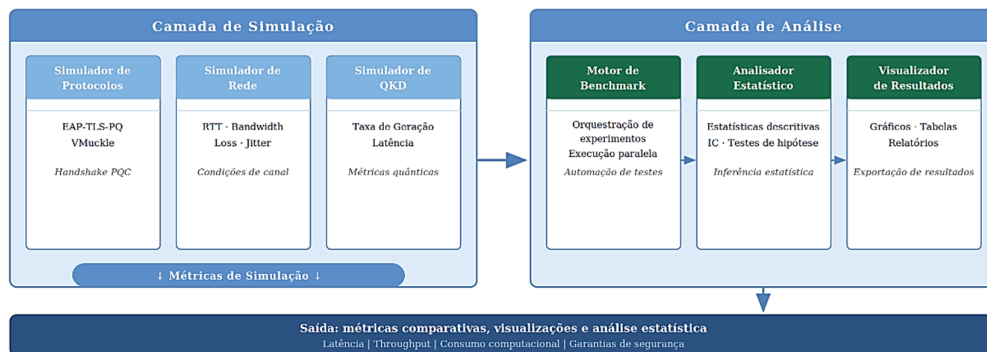 Camada de Simulação
Simulador de
Protocolos
EAP-TLS-PQ
VMuckle
Handshake PQC
Simulador de
Rede
RTT · Bandwidth
Loss · Jitter
Condições de canal
Simulador de
QKD
Taxa de Geração
Latência
Métricas quânticas
↓ Métricas de Simulação ↓
Camada de Análise
Motor de
Benchmark
Orquestração de
experimentos
Execução paralela
Automação de testes
Analisador
Estatístico
Estatísticas descritivas
IC · Testes de hipótese
Inferência estatística
Visualizador
de Resultados
Gráficos · Tabelas
Relatórios
Exportação de resultados
Saída: métricas comparativas, visualizações e análise estatística
Latência | Throughput | Consumo computacional | Garantias de segurança